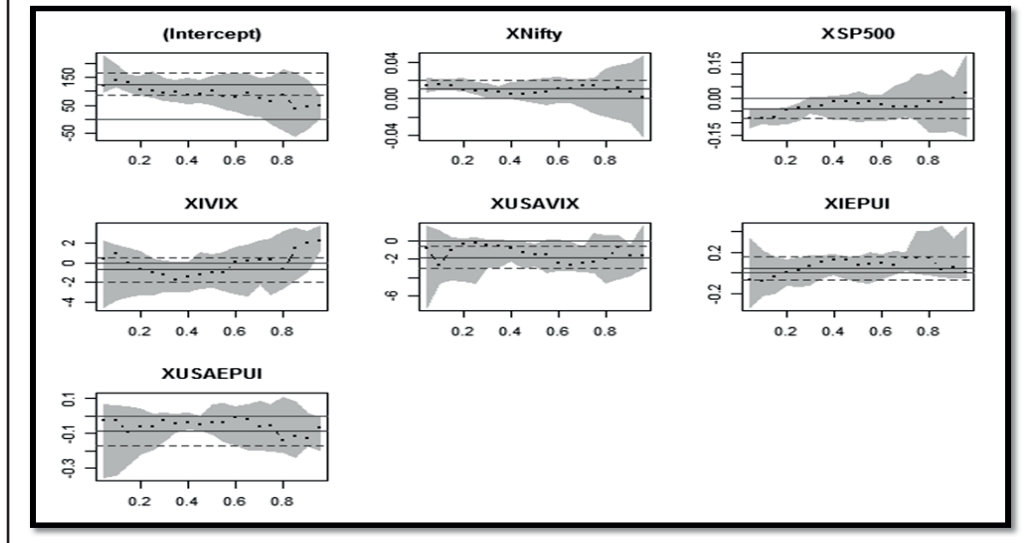 (Intercept) XNifty XSP500
150 50 -50
0.04 0.00 -0.04
0.15 0.00 -0.15
0.2 0.4 0.6 0.8 0.2 0.4 0.6 0.8 0.2 0.4 0.6 0.8
XIVIX XUSAVIX XIEPUI
2 0 -2 -4
0 -2 -6
0.2 -0.2
0.2 0.4 0.6 0.8 0.2 0.4 0.6 0.8 0.2 0.4 0.6 0.8
XUSAEPUI
0.1 -0.1 -0.3
0.2 0.4 0.6 0.8